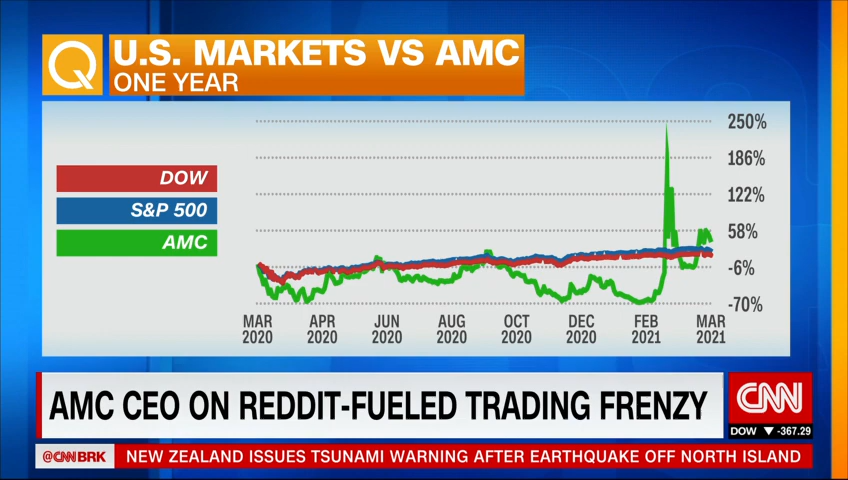 Q
U.S. MARKETS VS AMC
ONE YEAR
DOW
S&P 500
AMC
250%
186%
122%
58%
-6%
-70%
MAR 2020
APR 2020
JUN 2020
AUG 2020
OCT 2020
DEC 2020
FEB 2021
MAR 2021
AMC CEO ON REDDIT-FUELED TRADING FRENZY
CNN
DOW ▼ -367.29
@CNNBRK NEW ZEALAND ISSUES TSUNAMI WARNING AFTER EARTHQUAKE OFF NORTH ISLAND